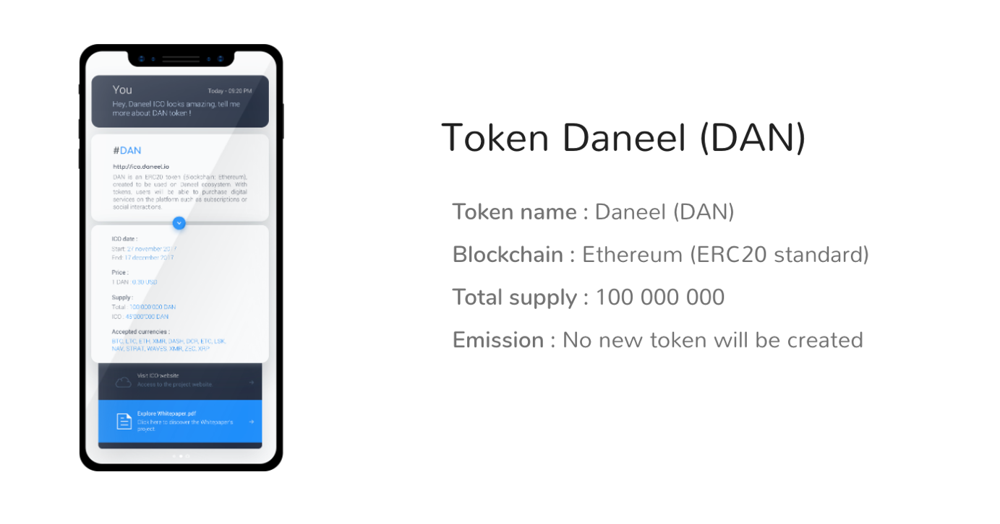 You
Today - 09:20 PM
Hey, Daneel ICO looks amazing, tell me
more about DAN token !
#DAN
http://ico.daneel.io
DAN is an ERC20 token (Blockchain: Ethereum),
created to be used on Daneel ecosystem. With
tokens, users will be able to purchase digital
services on the platform such as subscriptions or
social interactions.
ICO date :
Start: 27 november 2017
End: 17 december 2017
Price :
1 DAN : 0.30 USD
Supply :
Total : 100'000'000 DAN
ICO : 45'000'000 DAN
Accepted currencies :
BTC, LTC, ETH, XMR, DASH, DCR, ETC, LSK,
NAV, STRAT, WAVES, XMR, ZEC, XRP
Visit ICO website
Access to the project website
Explore Whitepaper.pdf
Click here to discover the Whitepaper's
project
Token Daneel (DAN)
Token name : Daneel (DAN)
Blockchain : Ethereum (ERC20 standard)
Total supply : 100 000 000
Emission : No new token will be created